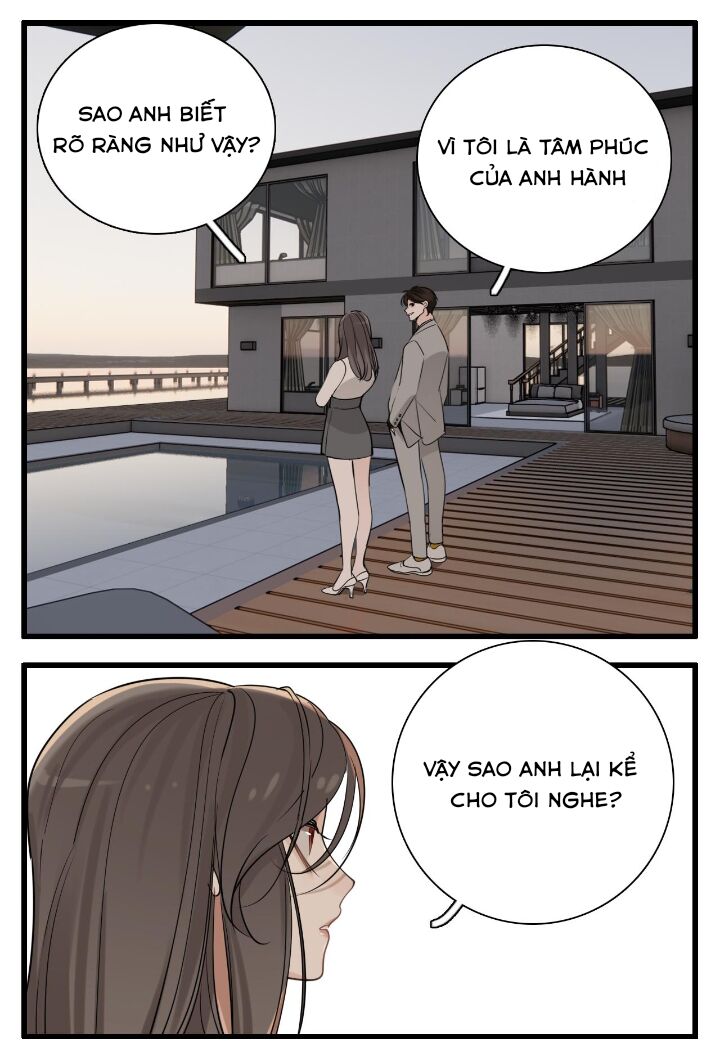 SAO ANH BIẾT
RÕ RÀNG NHƯ VẬY?
VÌ TÔI LÀ TÂM PHÚC
CỦA ANH HÀNH
VẬY SAO ANH LẠI KỂ
CHO TÔI NGHE?